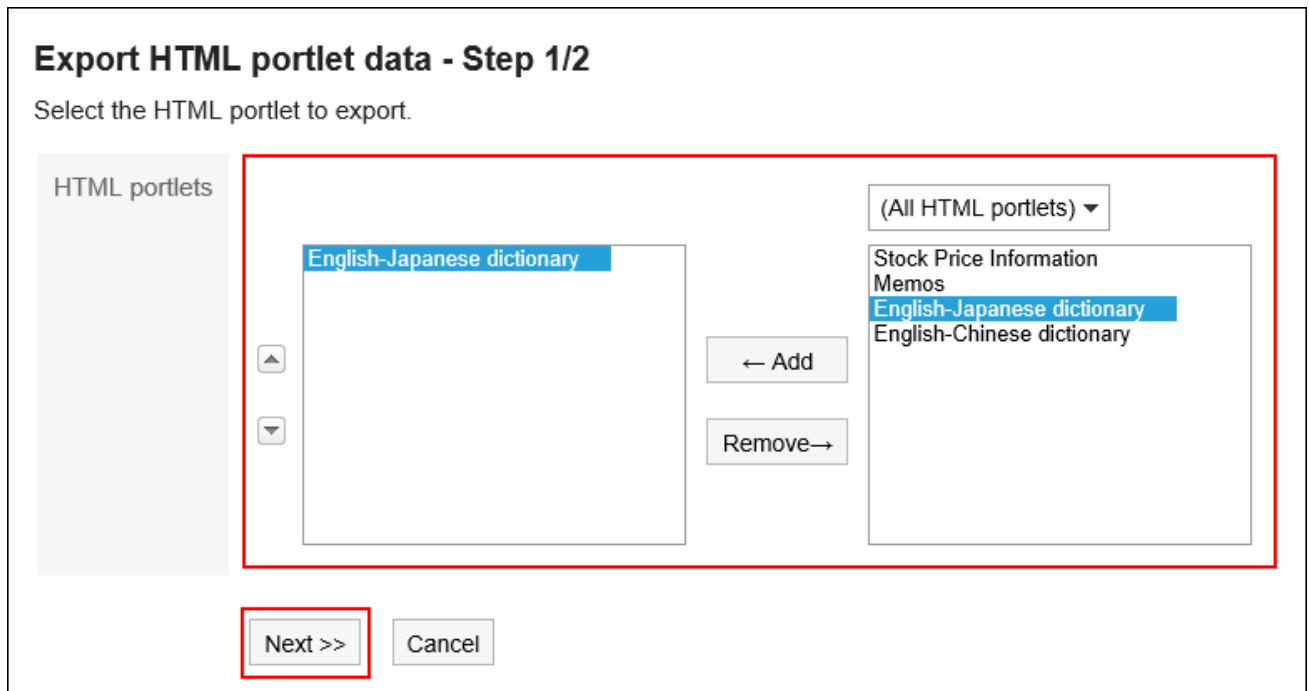 Export HTML portlet data - Step 1/2
Select the HTML portlet to export.
HTML portlets
(All HTML portlets)
English-Japanese dictionary
← Add
Remove→
Stock Price Information
Memos
English-Japanese dictionary
English-Chinese dictionary
Next >>
Cancel